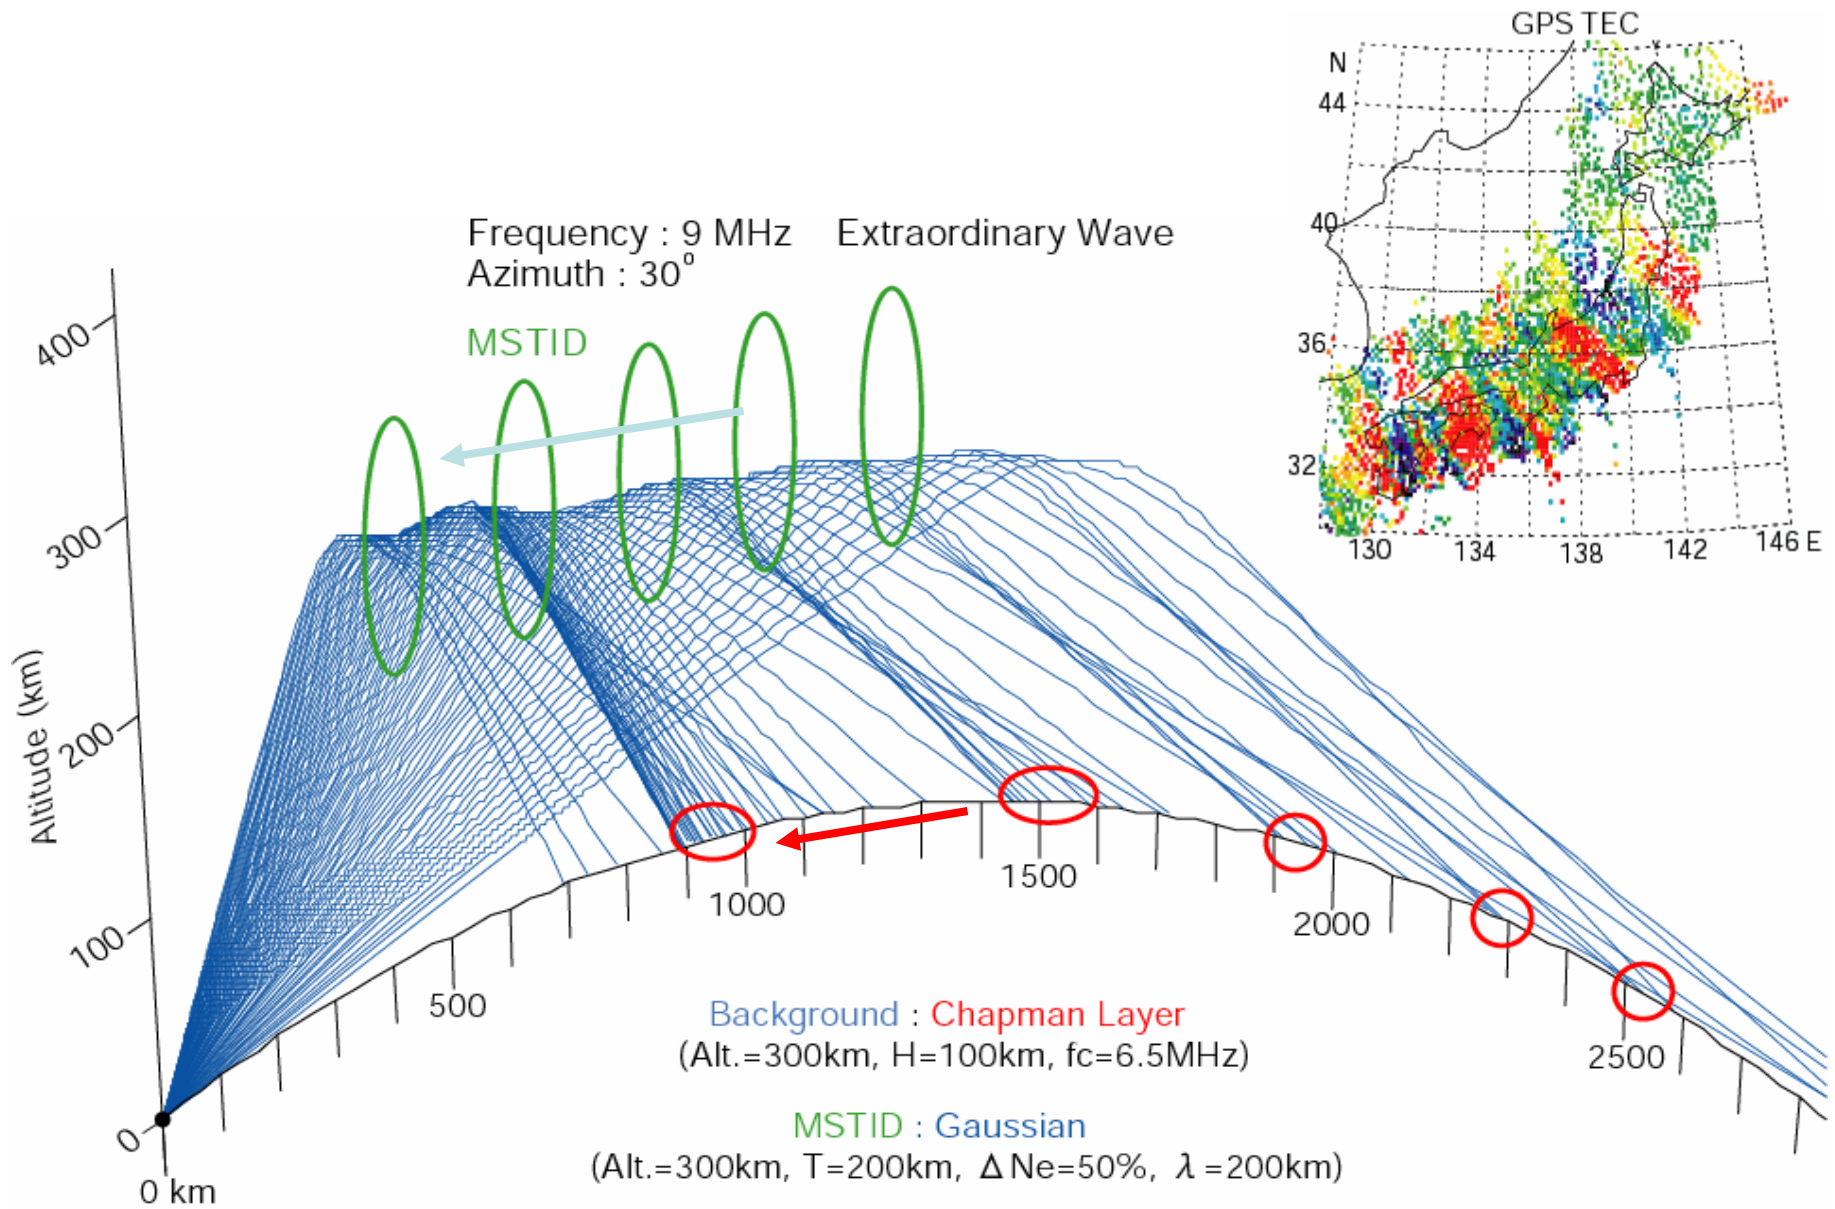 GPS TEC
N
44
40
36
32
130
134
138
142
146 E
Frequency : 9 MHz Extraordinary Wave
Azimuth : 30°
MSTID
400
300
200
100
0
Altitude (km)
0 km
500
1000
1500
2000
2500
Background : Chapman Layer
(Alt.=300km, H=100km, fc=6.5MHz)
MSTID : Gaussian
(Alt.=300km, T=200km, ΔNe=50%, λ=200km)